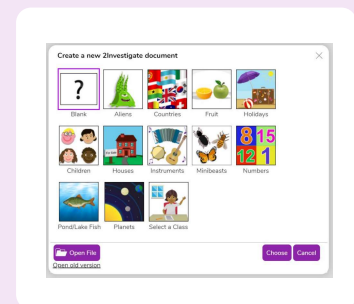 Create a new 2Investigate document
?
Blank
Aliens
Countries
Fruit
Holidays
8 15
12 1
Children
Houses
Instruments
Minibeasts
Numbers
Pond/Lake Fish
Planets
Select a Class
Open File
Choose
Cancel
Open old version